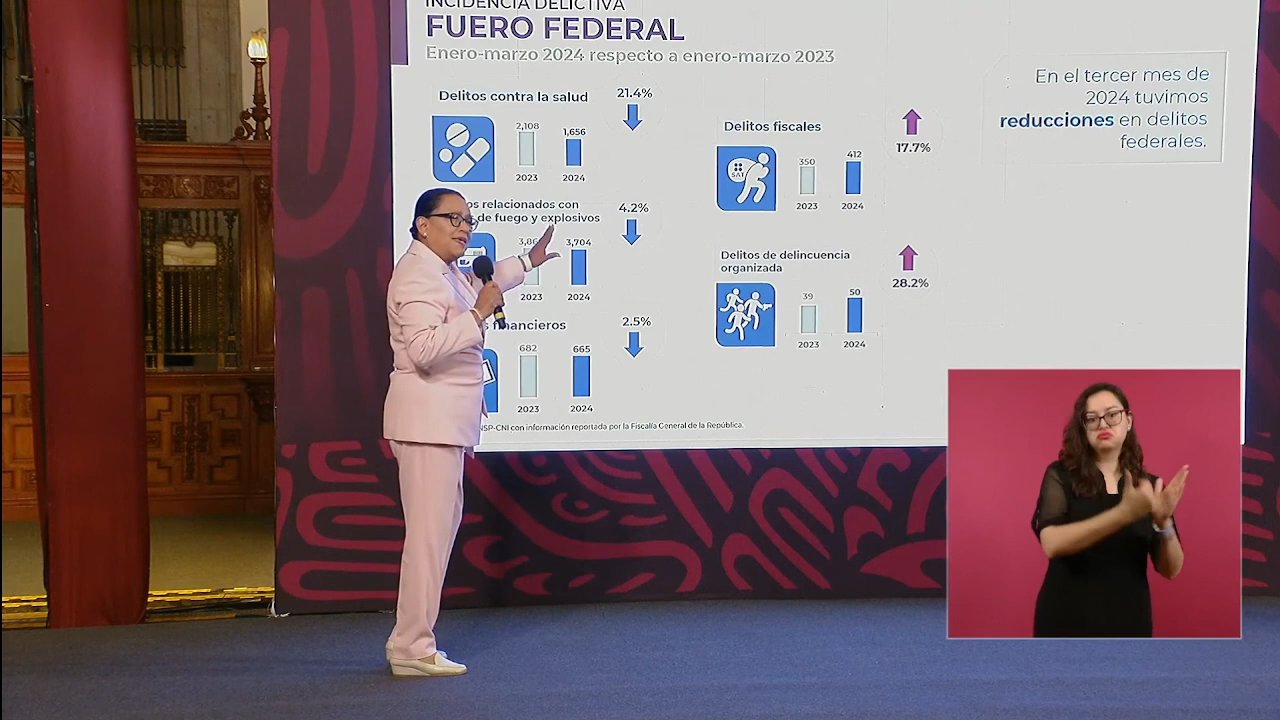 INCIDENCIA DELICTIVA
FUERO FEDERAL
Enero-marzo 2024 respecto a enero-marzo 2023
En el tercer mes de
2024 tuvimos
reducciones en delitos
federales.
Delitos contra la salud
21.4%
2,108
1,656
2023
2024
relacionados con
de fuego y explosivos
4.2%
3,704
2023
2024
financieros
2.5%
682
665
2023
2024
Delitos fiscales
17.7%
SAT
350
412
2023
2024
Delitos de delincuencia
organizada
28.2%
39
50
2023
2024
con información reportada por la Fiscalía General de la República.